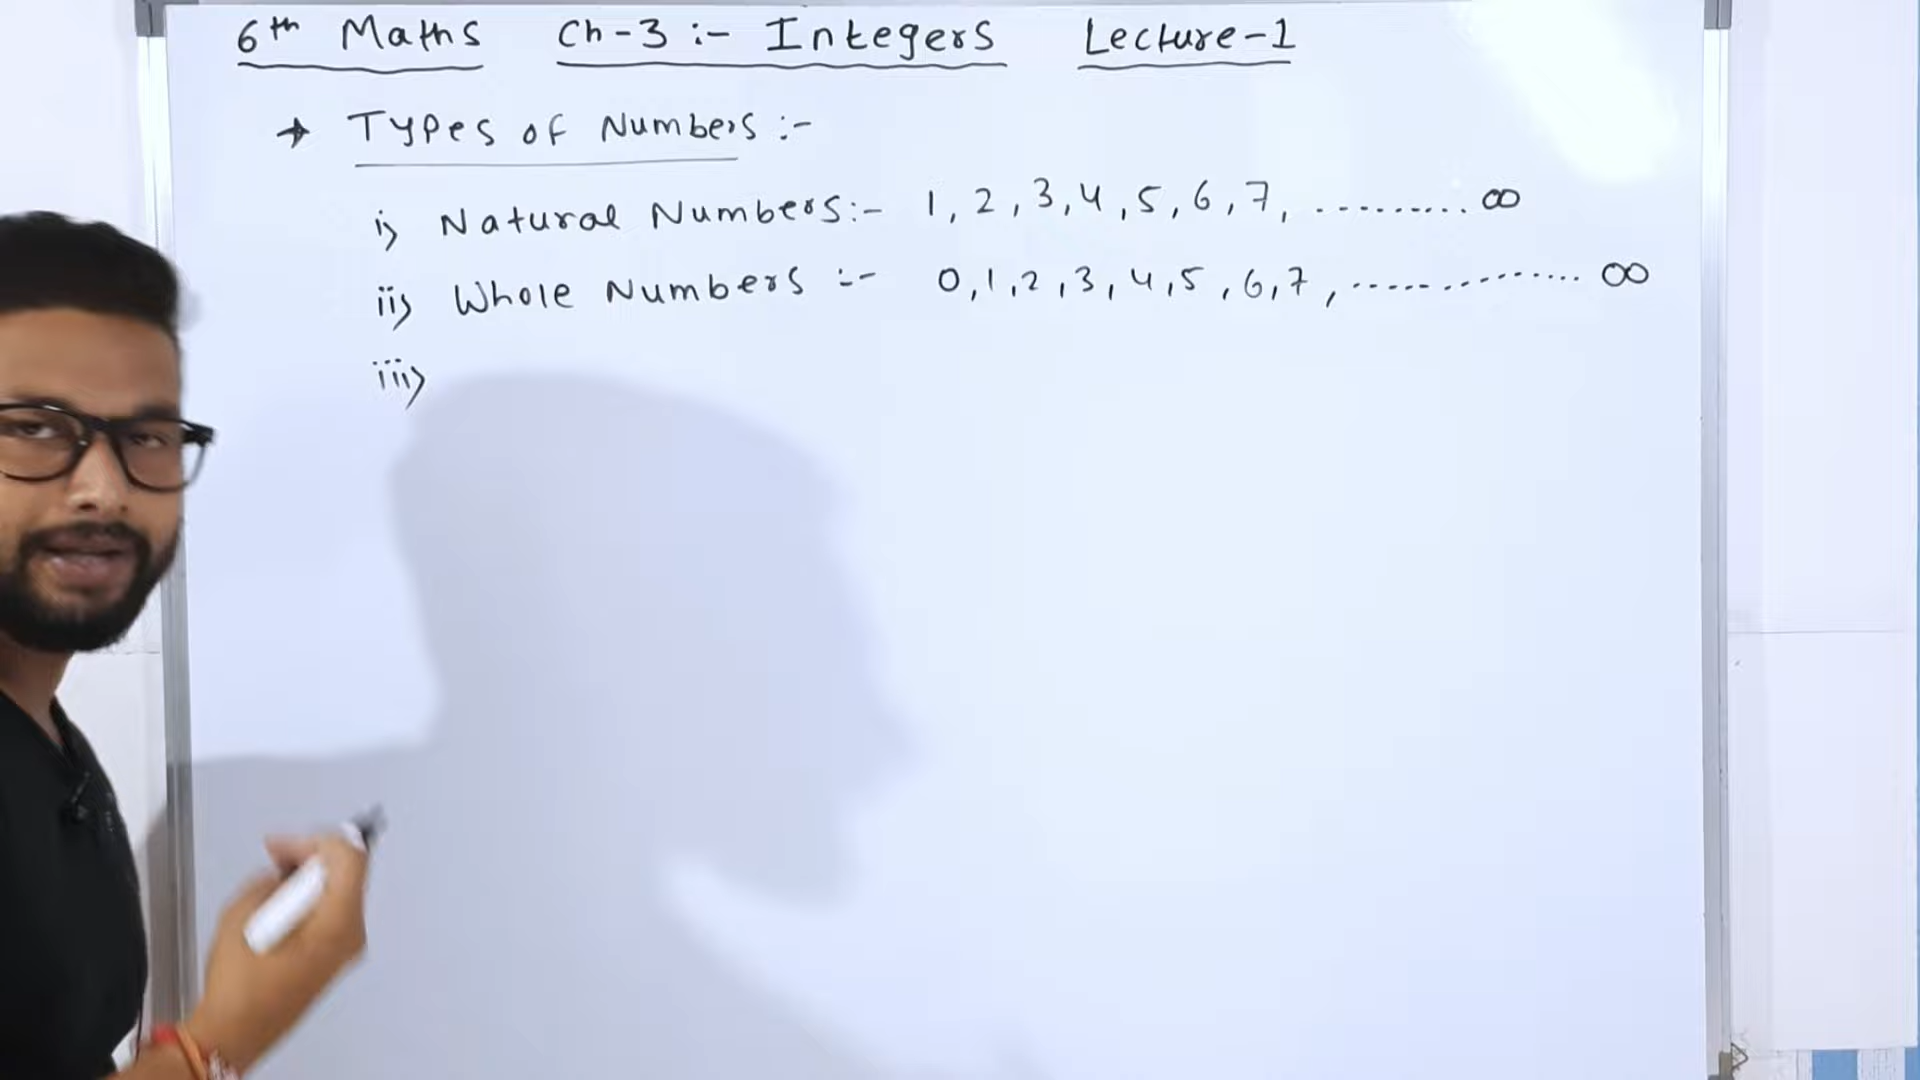 6th Maths Ch-3 :- Integers Lecture-1
→ Types of Numbers :-
i) Natural Numbers:- 1, 2, 3, 4, 5, 6, 7, .......... ∞
ii) Whole Numbers :- 0, 1, 2, 3, 4, 5, 6, 7, ............... ∞
iii)